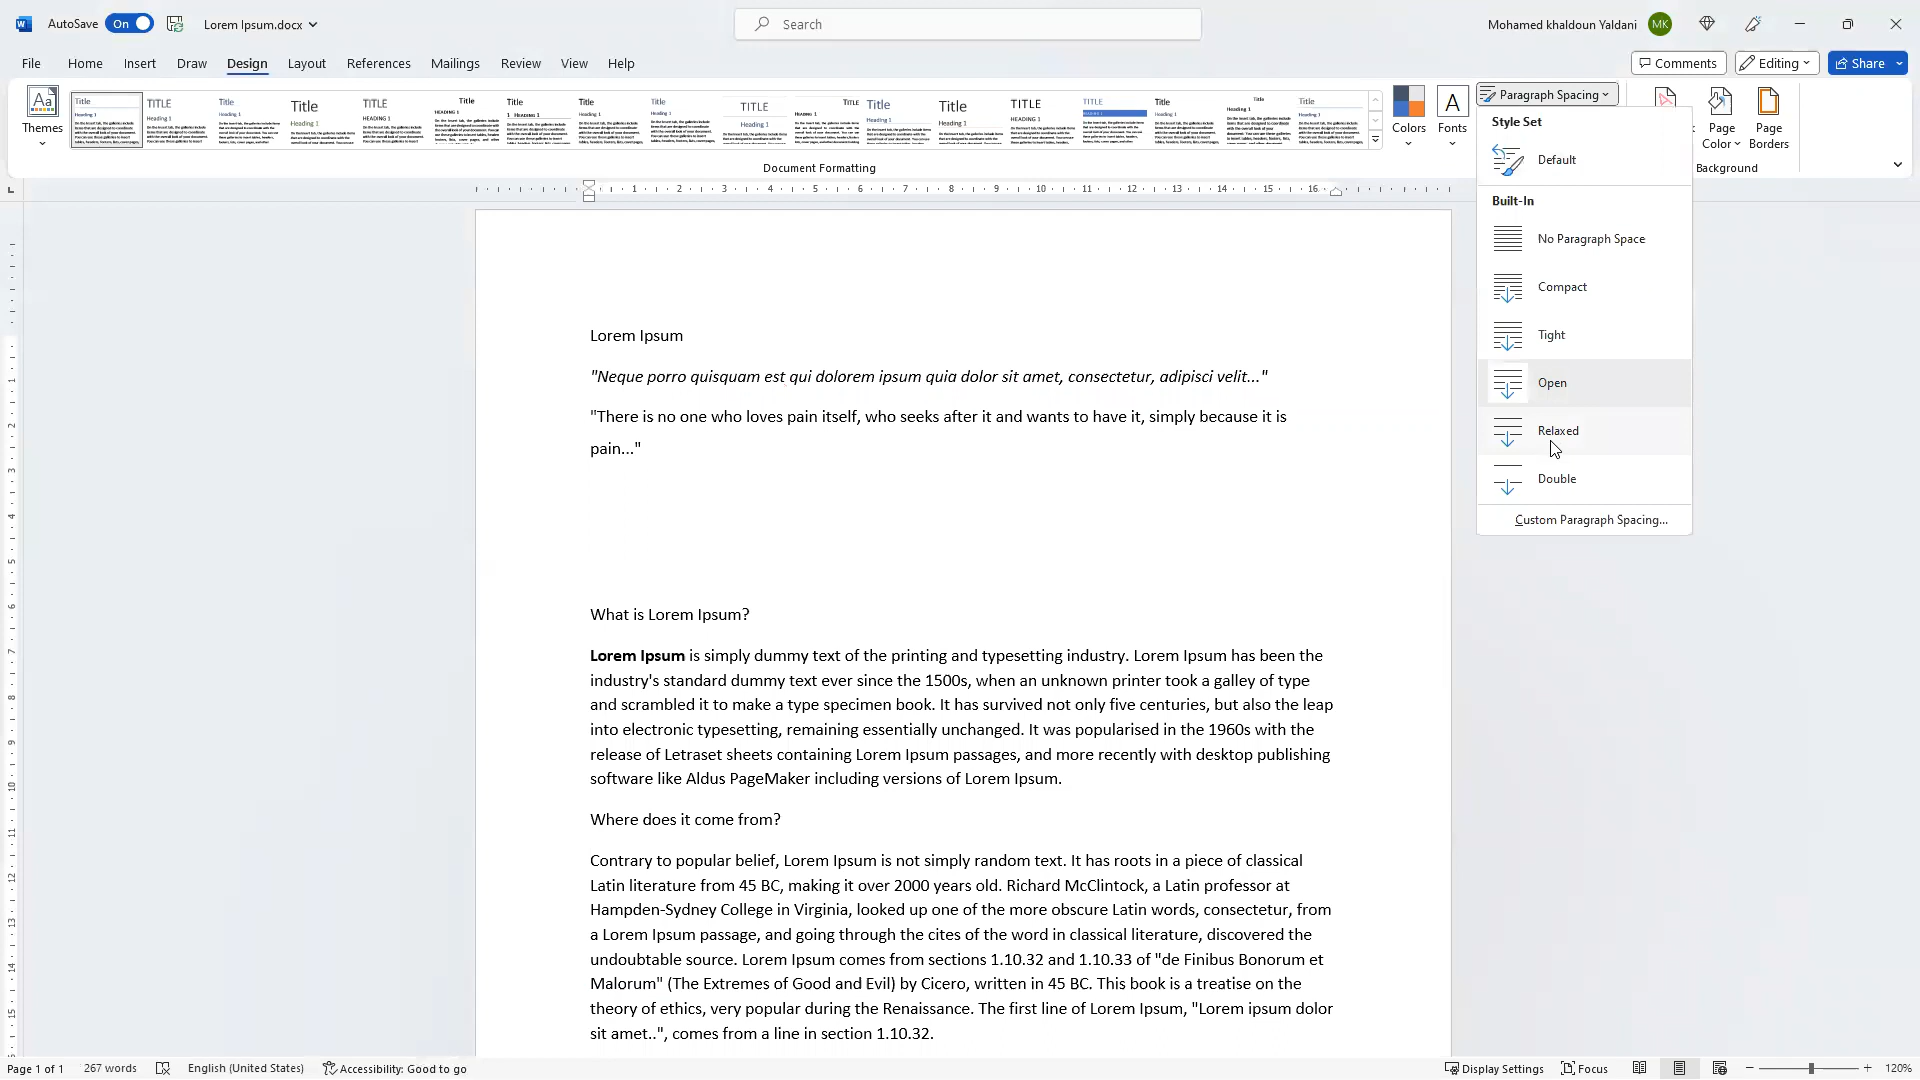 AutoSave On Lorem Ipsum.docx Search Mohamed khaldoun Yaldani MK
File Home Insert Draw Design Layout References Mailings Review View Help Comments Editing Share
Themes
Colors
Fonts
Paragraph Spacing
Page Color
Page Borders
Document Formatting
Background
Style Set
Default
Built-In
No Paragraph Space
Compact
Tight
Open
Relaxed
Double
Custom Paragraph Spacing...
1 2 3 4 5 6 7 8 9 10 11 12 13 14 15 16
Lorem Ipsum
"Neque porro quisquam est qui dolorem ipsum quia dolor sit amet, consectetur, adipisci velit..."
"There is no one who loves pain itself, who seeks after it and wants to have it, simply because it is
pain..."
What is Lorem Ipsum?
Lorem Ipsum is simply dummy text of the printing and typesetting industry. Lorem Ipsum has been the
industry's standard dummy text ever since the 1500s, when an unknown printer took a galley of type
and scrambled it to make a type specimen book. It has survived not only five centuries, but also the leap
into electronic typesetting, remaining essentially unchanged. It was popularised in the 1960s with the
release of Letraset sheets containing Lorem Ipsum passages, and more recently with desktop publishing
software like Aldus PageMaker including versions of Lorem Ipsum.
Where does it come from?
Contrary to popular belief, Lorem Ipsum is not simply random text. It has roots in a piece of classical
Latin literature from 45 BC, making it over 2000 years old. Richard McClintock, a Latin professor at
Hampden-Sydney College in Virginia, looked up one of the more obscure Latin words, consectetur, from
a Lorem Ipsum passage, and going through the cites of the word in classical literature, discovered the
undoubtable source. Lorem Ipsum comes from sections 1.10.32 and 1.10.33 of "de Finibus Bonorum et
Malorum" (The Extremes of Good and Evil) by Cicero, written in 45 BC. This book is a treatise on the
theory of ethics, very popular during the Renaissance. The first line of Lorem Ipsum, "Lorem ipsum dolor
sit amet..", comes from a line in section 1.10.32.
Page 1 of 1 267 words English (United States) Accessibility: Good to go Display Settings Focus 120%